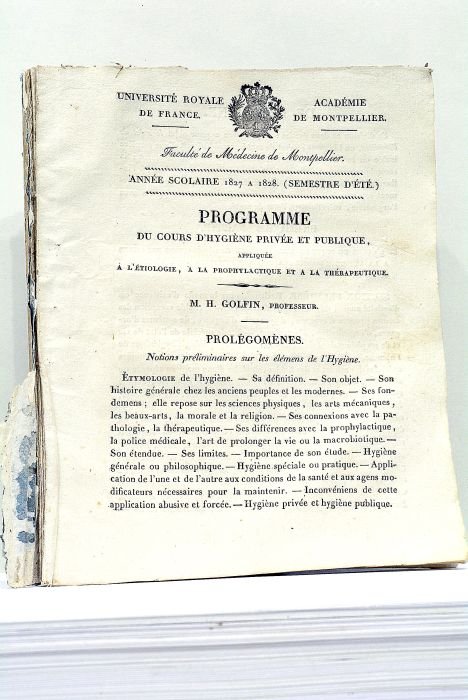 UNIVERSITÉ ROYALE
DE FRANCE.
ACADÉMIE
DE MONTPELLIER.
Faculté de Médecine de Montpellier.
ANNÉE SCOLAIRE 1827 A 1828. (SEMESTRE D'ÉTÉ.)
PROGRAMME
DU COURS D'HYGIÈNE PRIVÉE ET PUBLIQUE,
APPLIQUÉE
A L'ÉTIOLOGIE, A LA PROPHYLACTIQUE ET A LA THÉRAPEUTIQUE.
M. H. GOLFIN, PROFESSEUR.
PROLÉGOMÈNES.
Notions préliminaires sur les élémens de l'Hygiène.
ÉTYMOLOGIE de l'hygiène. — Sa définition. — Son objet. — Son
histoire générale chez les anciens peuples et les modernes. — Ses fon-
demens ; elle repose sur les sciences physiques, les arts mécaniques,
les beaux-arts, la morale et la religion. — Ses connexions avec la pa-
thologie, la thérapeutique. — Ses différences avec la prophylactique,
la police médicale, l'art de prolonger la vie ou la macrobiotique. —
Son étendue. — Ses limites. — Importance de son étude. — Hygiène
générale ou philosophique. — Hygiène spéciale ou pratique. — Appli-
cation de l'une et de l'autre aux conditions de la santé et aux agens mo-
dificateurs nécessaires pour la maintenir. — Inconvéniens de cette
application abusive et forcée. — Hygiène privée et hygiène publique.